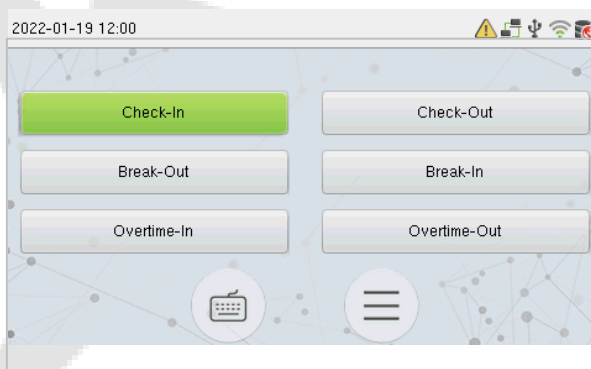 2022-01-19 12:00
Check-In
Check-Out
Break-Out
Break-In
Overtime-In
Overtime-Out